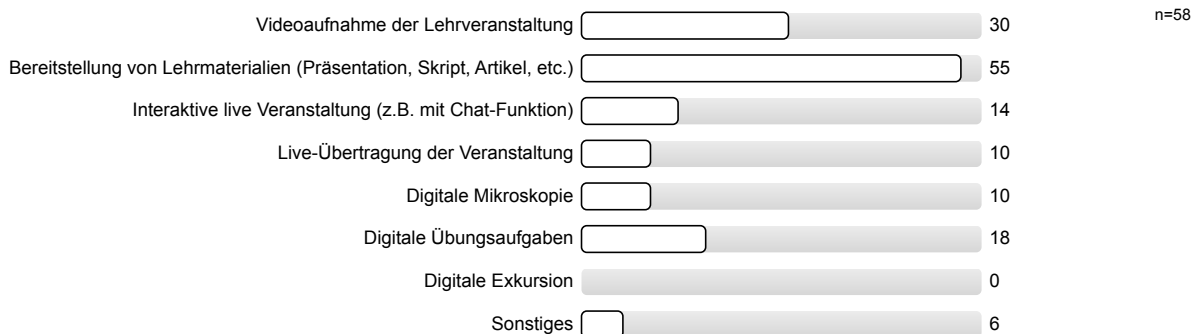 n=58
Videoaufnahme der Lehrveranstaltung 30
Bereitstellung von Lehrmaterialien (Präsentation, Skript, Artikel, etc.) 55
Interaktive live Veranstaltung (z.B. mit Chat-Funktion) 14
Live-Übertragung der Veranstaltung 10
Digitale Mikroskopie 10
Digitale Übungsaufgaben 18
Digitale Exkursion 0
Sonstiges 6